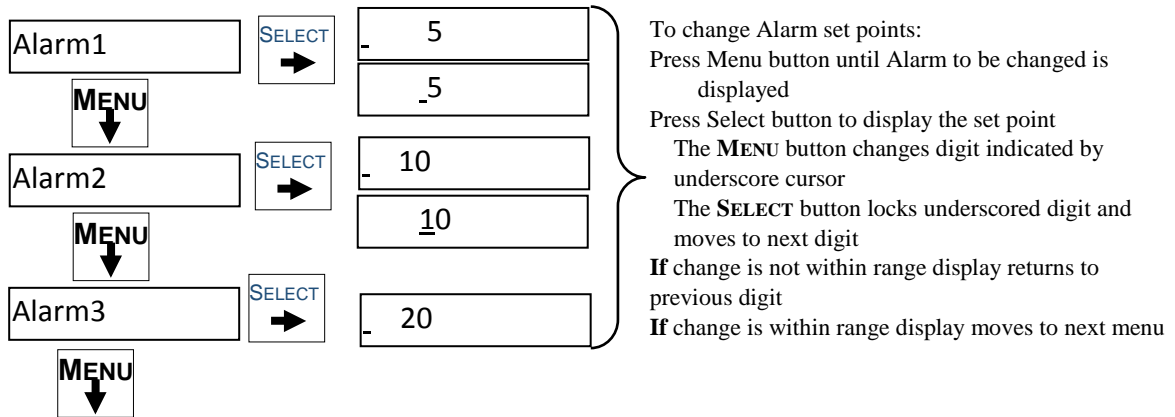 Alarm1
SELECT
_ 5
_5
MENU
Alarm2
SELECT
_ 10
10
MENU
Alarm3
SELECT
_ 20
MENU
To change Alarm set points:
Press Menu button until Alarm to be changed is
displayed
Press Select button to display the set point
The MENU button changes digit indicated by
underscore cursor
The SELECT button locks underscored digit and
moves to next digit
If change is not within range display returns to
previous digit
If change is within range display moves to next menu